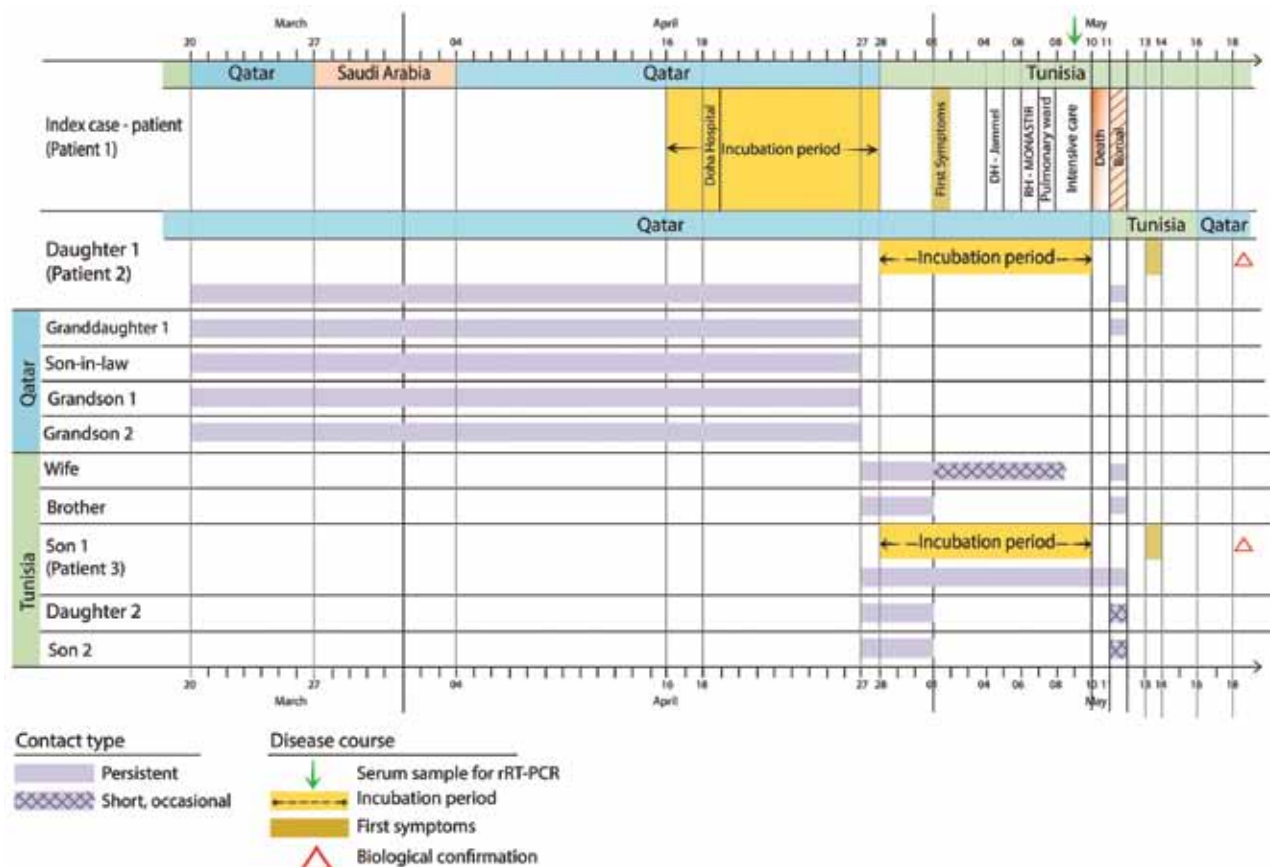 March April May
20 27 04 16 18 27 28 01 04 06 08 10 11 12 14 16 18
Qatar Saudi Arabia Qatar Tunisia
Index case - patient
(Patient 1)
Doha Hospital
Incubation period
First Symptoms
DH - Jammel
RH - MONASTIR
Pulmonary ward
Intensive care
Death
Burial
Qatar Tunisia Qatar
Daughter 1
(Patient 2)
Incubation period
Qatar
Granddaughter 1
Son-in-law
Grandson 1
Grandson 2
Tunisia
Wife
Brother
Son 1
(Patient 3)
Incubation period
Daughter 2
Son 2
20 27 04 16 18 27 28 01 04 06 08 10 11 13 14 16 18
March April May
Contact type
Persistent
Short, occasional
Disease course
Serum sample for rRT-PCR
Incubation period
First symptoms
Biological confirmation